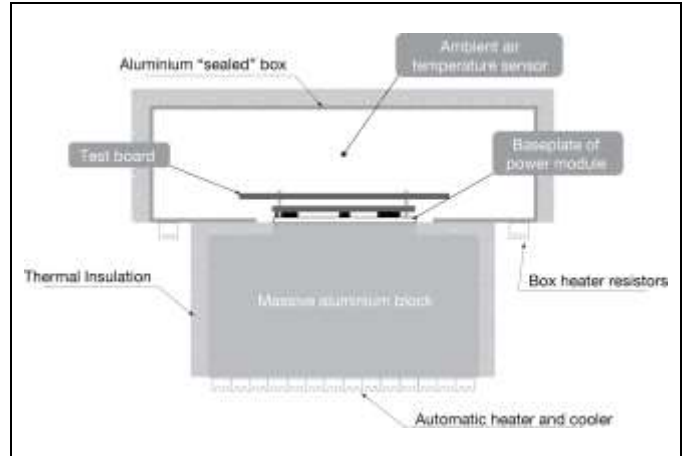 Ambient air
temperature sensor
Aluminium "sealed" box
Test board
Baseplate of
power module
Thermal Insulation
Massive aluminium block
Box heater resistors
Automatic heater and cooler